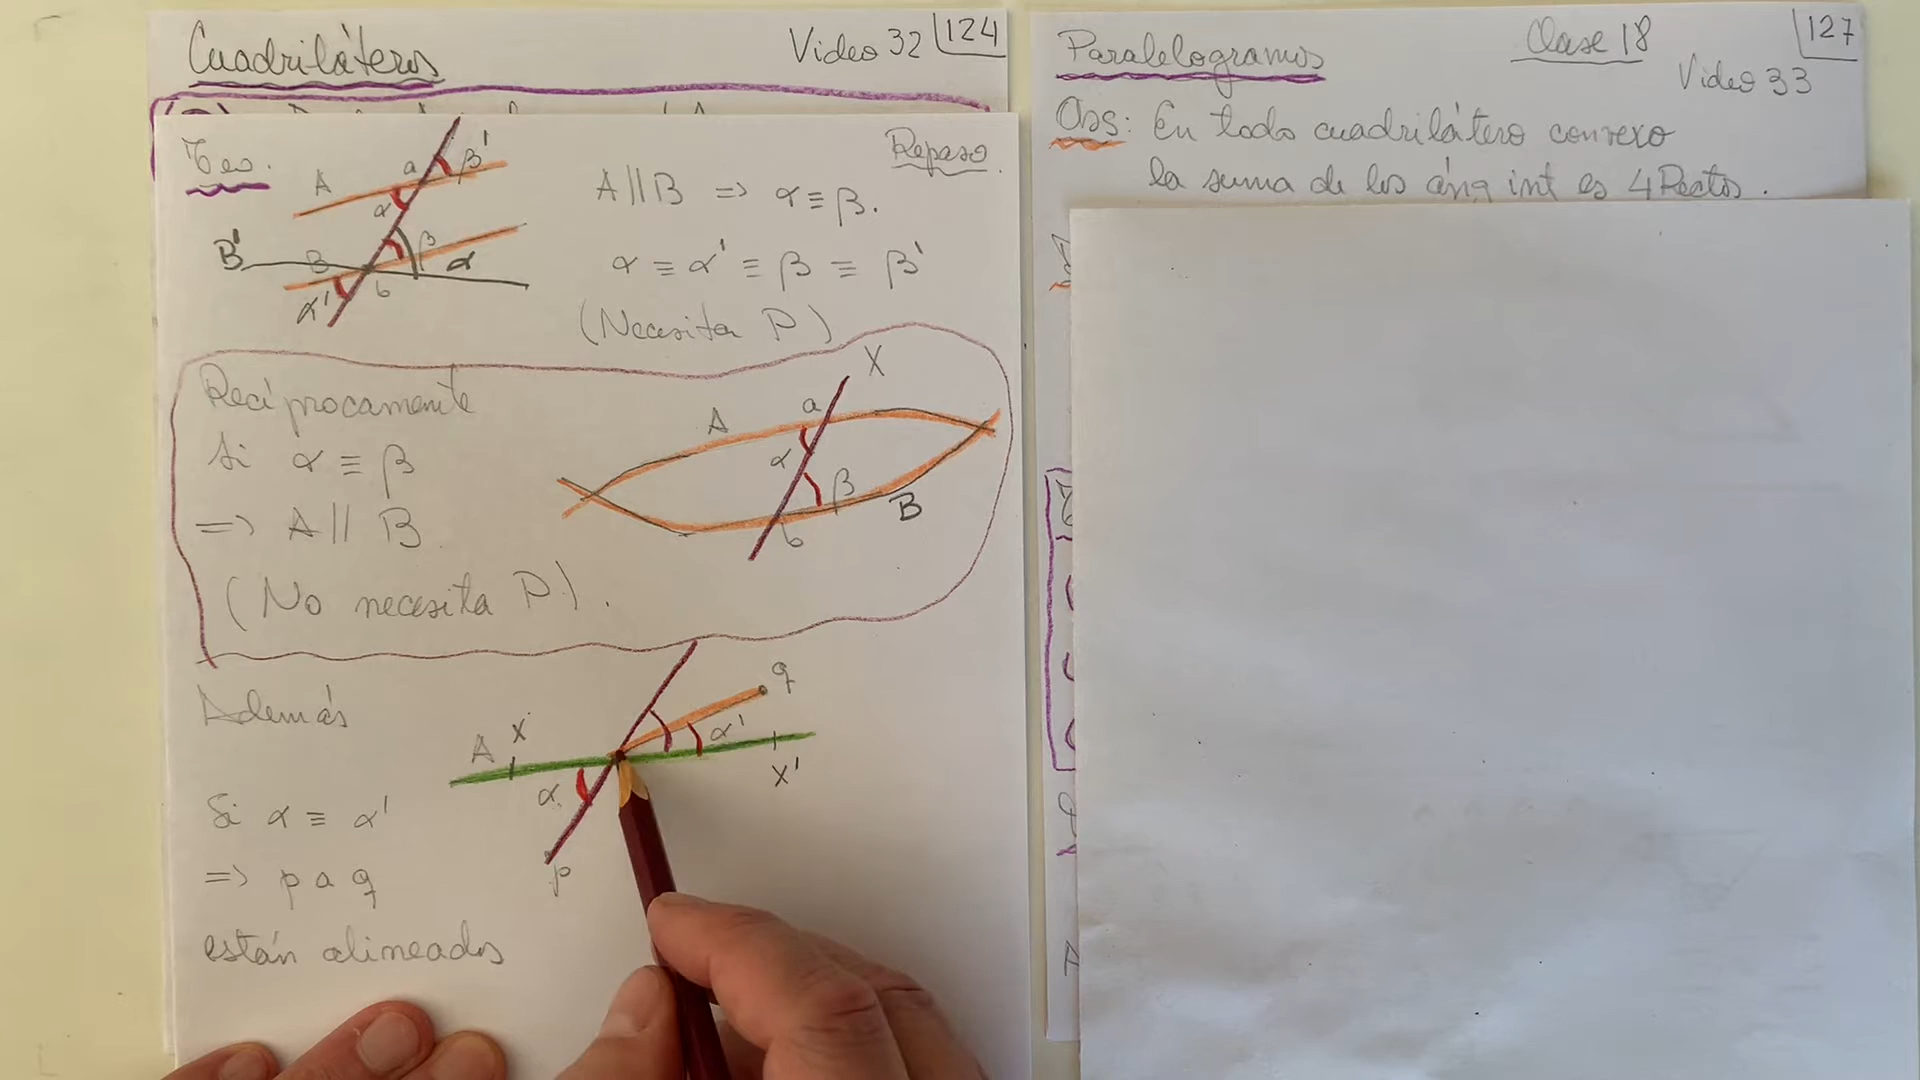 Cuadriláteros
Video 32 124
Teo.
Repaso
A a β'
α
B' B β α
α' b
A // B => α ≡ β.
α ≡ α' ≡ β ≡ β'
(Necesita P)
Recíprocamente
Si α ≡ β
=> A // B.
(No necesita P).
X
A a
α
β B
b
Además
Si α ≡ α'
=> p a q
están alineados
q
A X α'
X'
α
p
Paralelogramos
Clase 18 127
Video 33
Obs: En todo cuadrilátero convexo
la suma de los áng int es 4 Rectos.